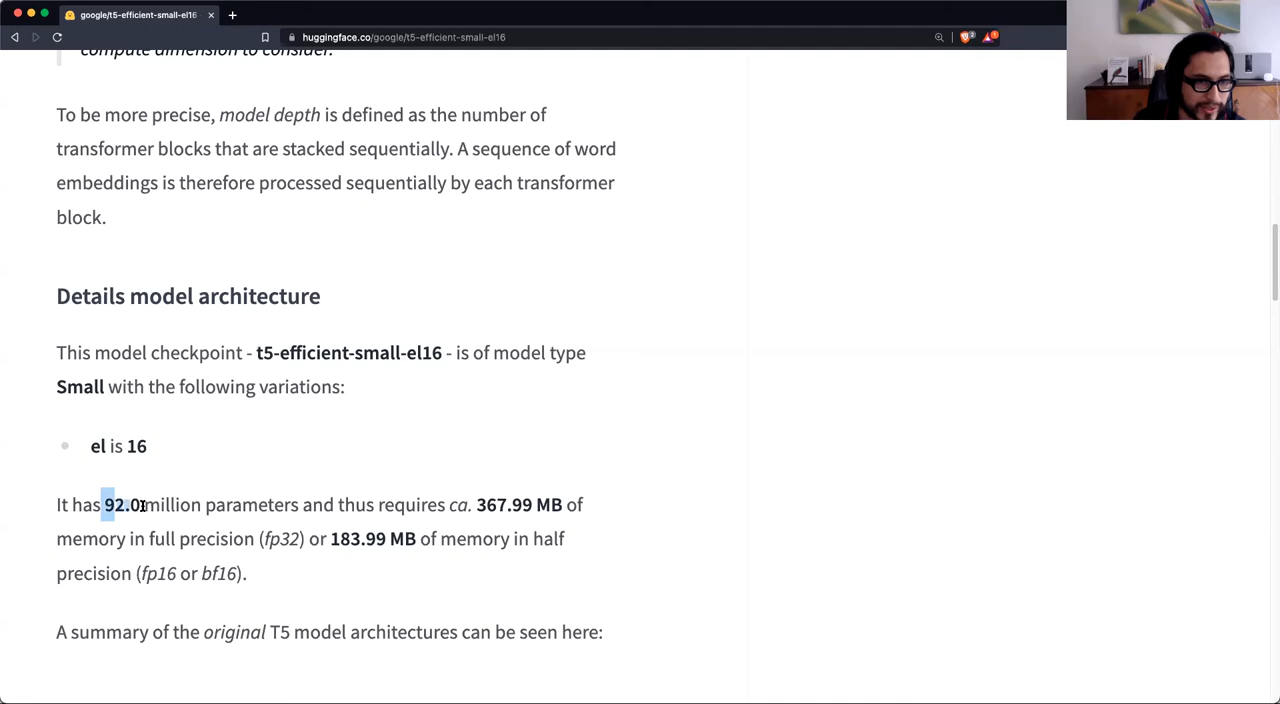 google/t5-efficient-small-el16
huggingface.co/google/t5-efficient-small-el16
compute dimension to consider.
To be more precise, model depth is defined as the number of
transformer blocks that are stacked sequentially. A sequence of word
embeddings is therefore processed sequentially by each transformer
block.
Details model architecture
This model checkpoint - t5-efficient-small-el16 - is of model type
Small with the following variations:
el is 16
It has 92.0 million parameters and thus requires ca. 367.99 MB of
memory in full precision (fp32) or 183.99 MB of memory in half
precision (fp16 or bf16).
A summary of the original T5 model architectures can be seen here: